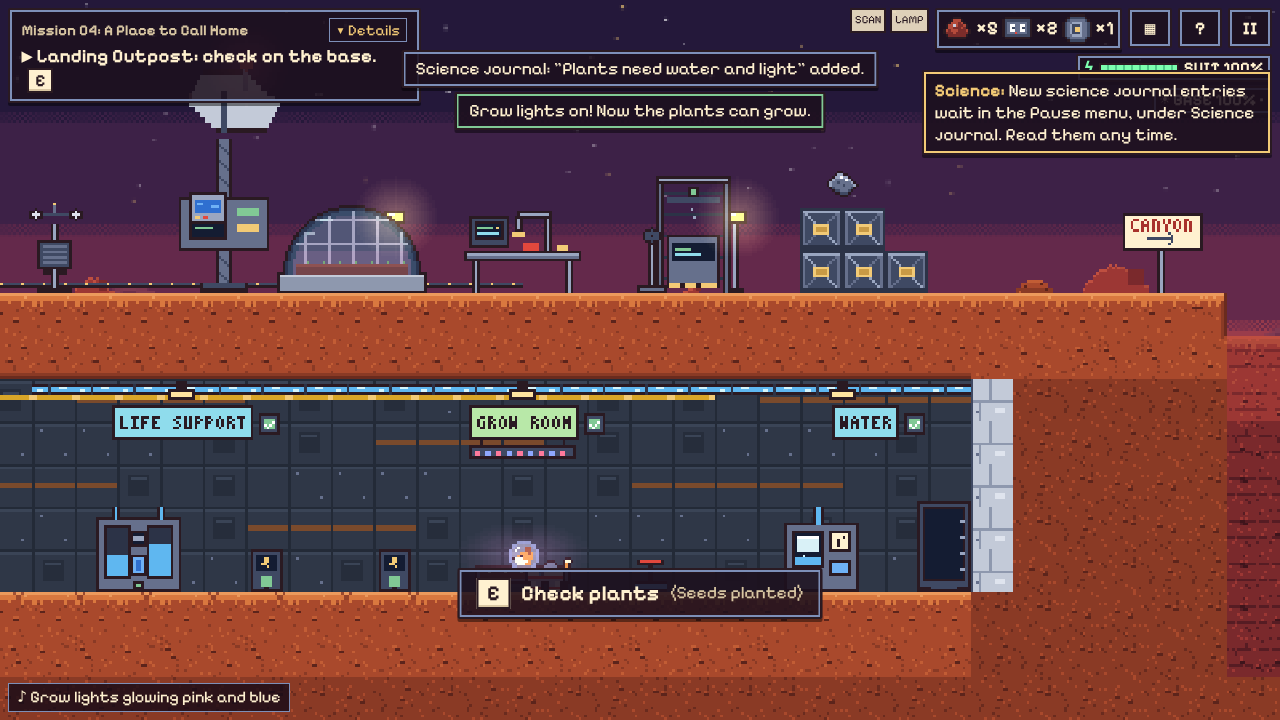 Mission 04: A Place to Call Home
▾ Details
▶ Landing Outpost: check on the base.
E
Science Journal: "Plants need water and light" added.
Grow lights on! Now the plants can grow.
SCAN
LAMP
×9
×8
×1
?
II
SUIT 100%
BASE 100%
Science: New science journal entries
wait in the Pause menu, under Science
Journal. Read them any time.
CANYON
LIFE SUPPORT
GROW ROOM
WATER
E Check plants (Seeds planted)
♪ Grow lights glowing pink and blue